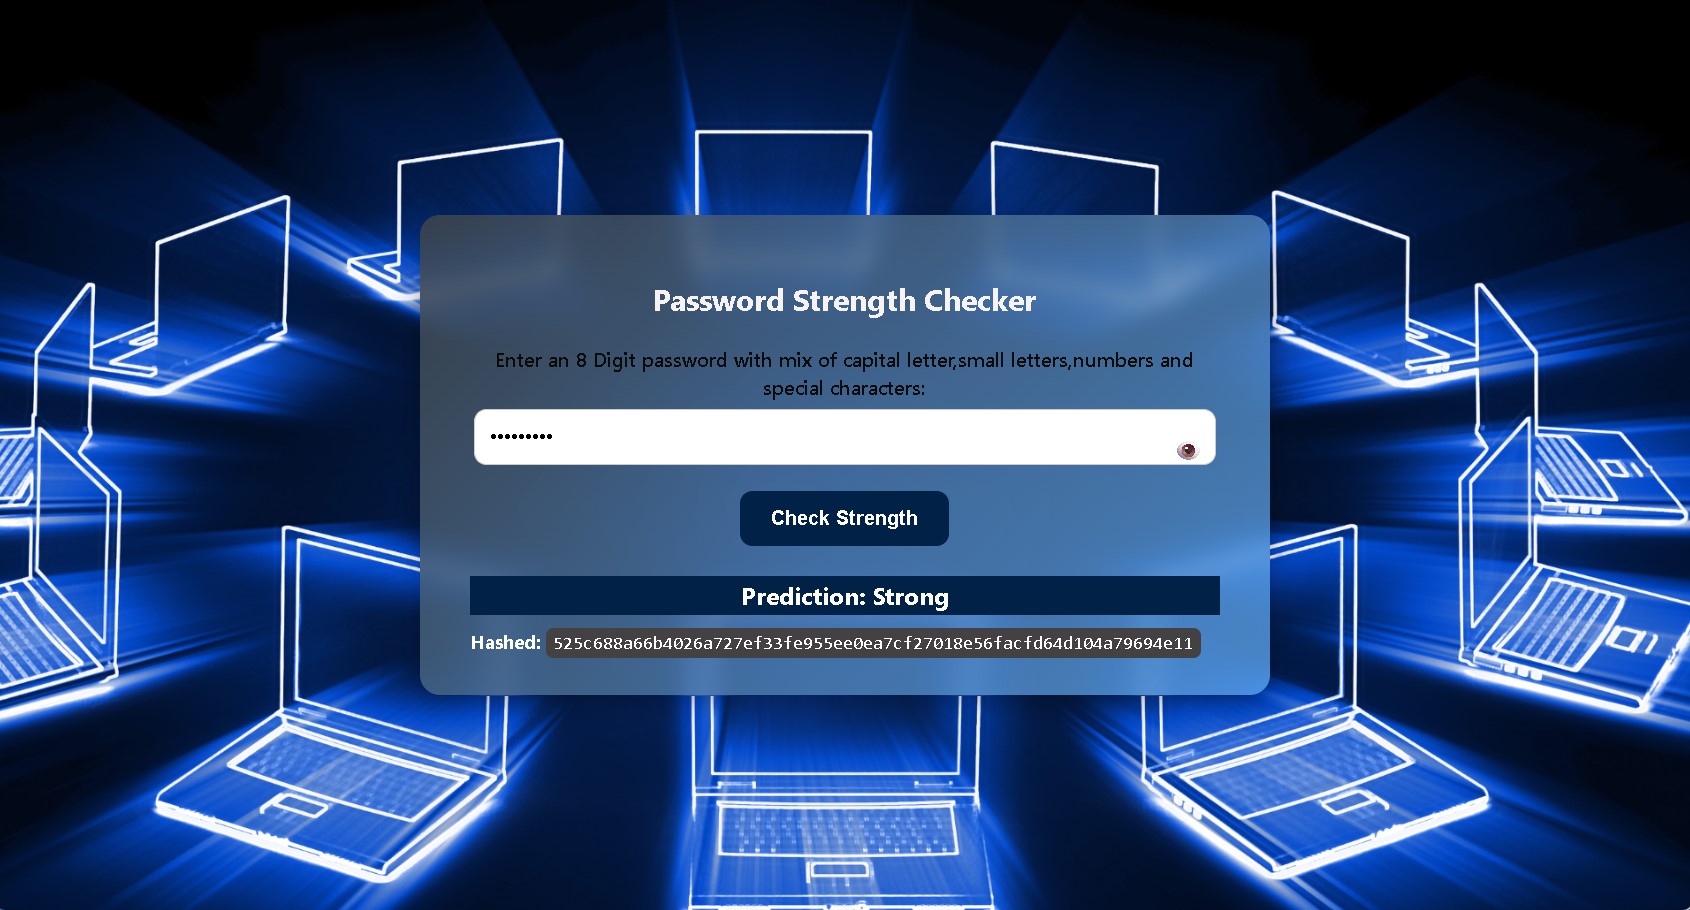 Password Strength Checker
Enter an 8 Digit password with mix of capital letter,small letters,numbers and
special characters:
•••••••••
Check Strength
Prediction: Strong
Hashed: 525c688a66b4026a727ef33fe955ee0ea7cf27018e56facfd64d104a79694e11